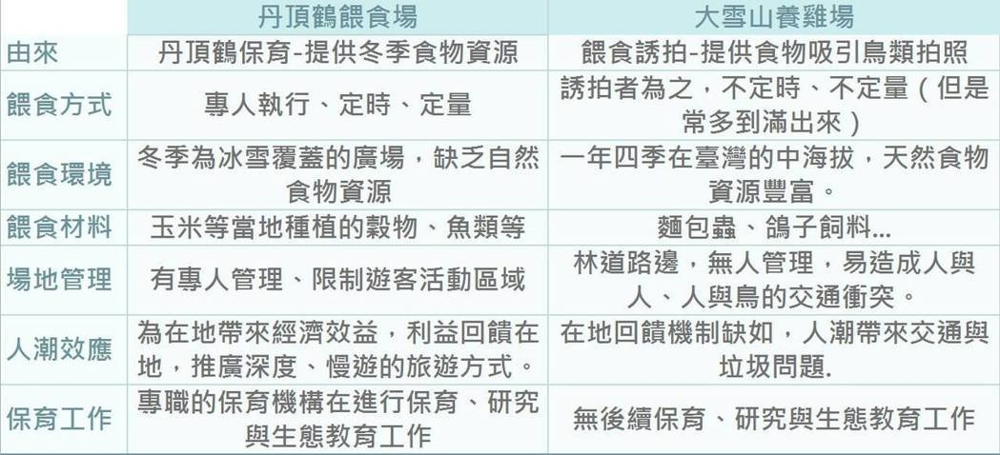 丹頂鶴餵食場 大雪山養雞場
由來 丹頂鶴保育-提供冬季食物資源 餵食誘拍-提供食物吸引鳥類拍照
餵食方式 專人執行、定時、定量 誘拍者為之，不定時、不定量（但是
常多到滿出來）
餵食環境 冬季為冰雪覆蓋的廣場，缺乏自然
食物資源 一年四季在臺灣的中海拔，天然食物
資源豐富。
餵食材料 玉米等當地種植的穀物、魚類等 麵包蟲、鴿子飼料...
場地管理 有專人管理、限制遊客活動區域 林道路邊，無人管理，易造成人與
人、人與鳥的交通衝突。
人潮效應 為在地帶來經濟效益，利益回饋在
地，推廣深度、慢遊的旅遊方式。 在地回饋機制缺如，人潮帶來交通與
垃圾問題.
保育工作 專職的保育機構在進行保育、研究
與生態教育工作 無後續保育、研究與生態教育工作